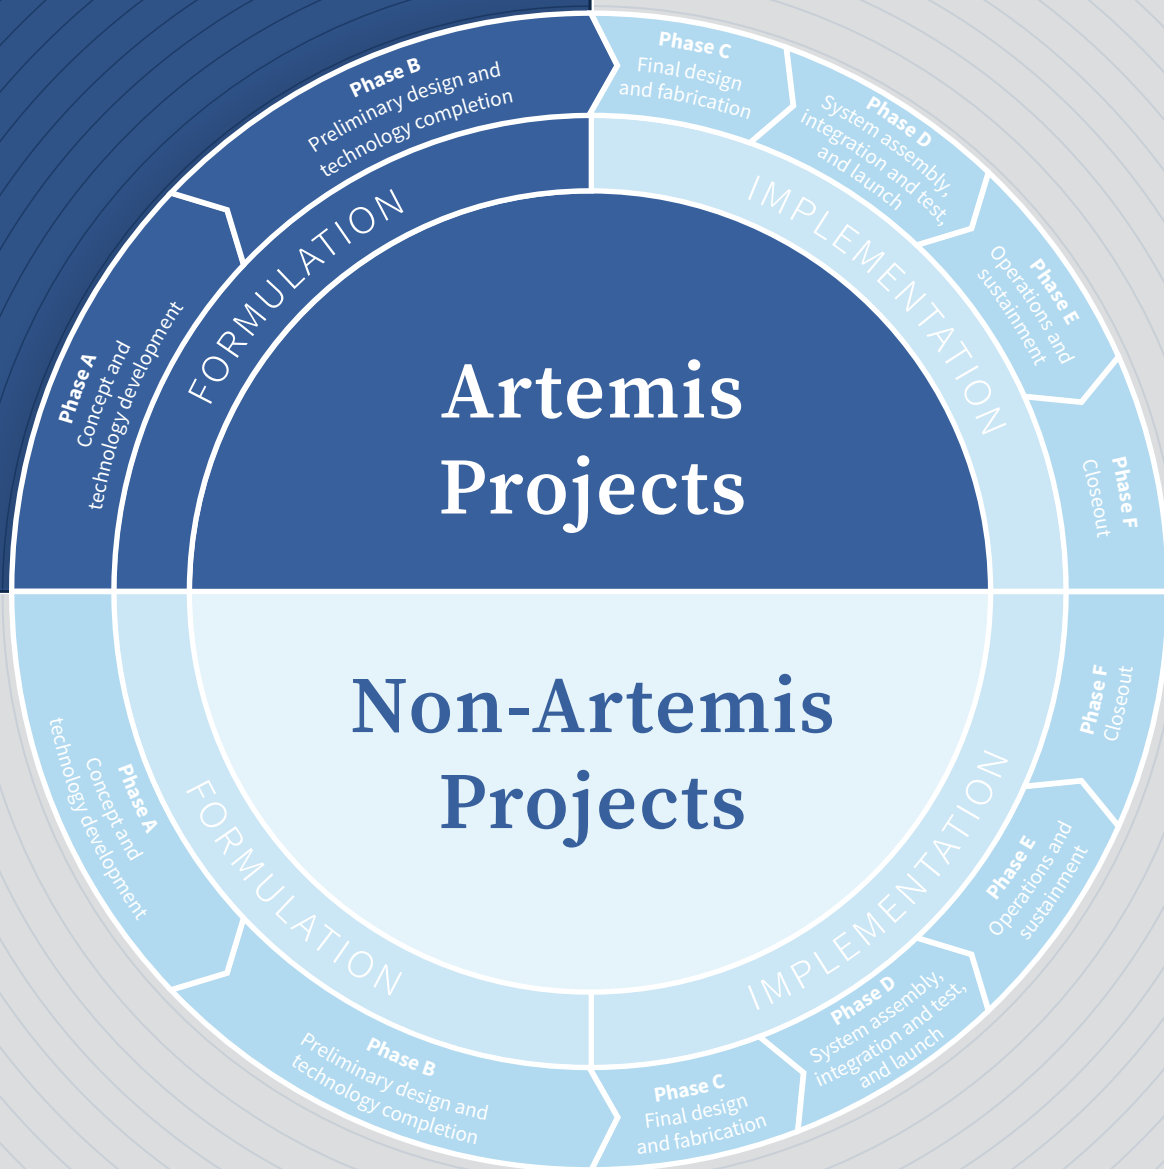 Phase A
Concept and
technology development
Phase B
Preliminary design and
technology completion
FORMULATION
Phase C
Final design
and fabrication
Phase D
System assembly,
integration and test,
and launch
Phase E
Operations and
sustainment
Phase F
Closeout
IMPLEMENTATION
Artemis
Projects
Non-Artemis
Projects
Phase A
Concept and
technology development
Phase B
Preliminary design and
technology completion
FORMULATION
Phase C
Final design
and fabrication
Phase D
System assembly,
integration and test,
and launch
Phase E
Operations and
sustainment
Phase F
Closeout
IMPLEMENTATION